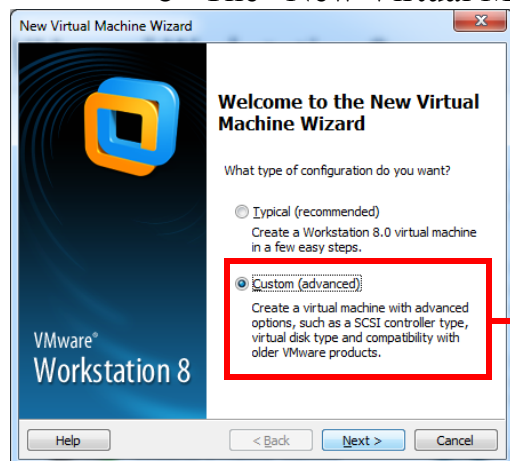 New Virtual Machine Wizard
Welcome to the New Virtual
Machine Wizard
What type of configuration do you want?
Typical (recommended)
Create a Workstation 8.0 virtual machine
in a few easy steps.
Custom (advanced)
Create a virtual machine with advanced
options, such as a SCSI controller type,
virtual disk type and compatibility with
older VMware products.
VMware®
Workstation 8
Help
< Back
Next >
Cancel